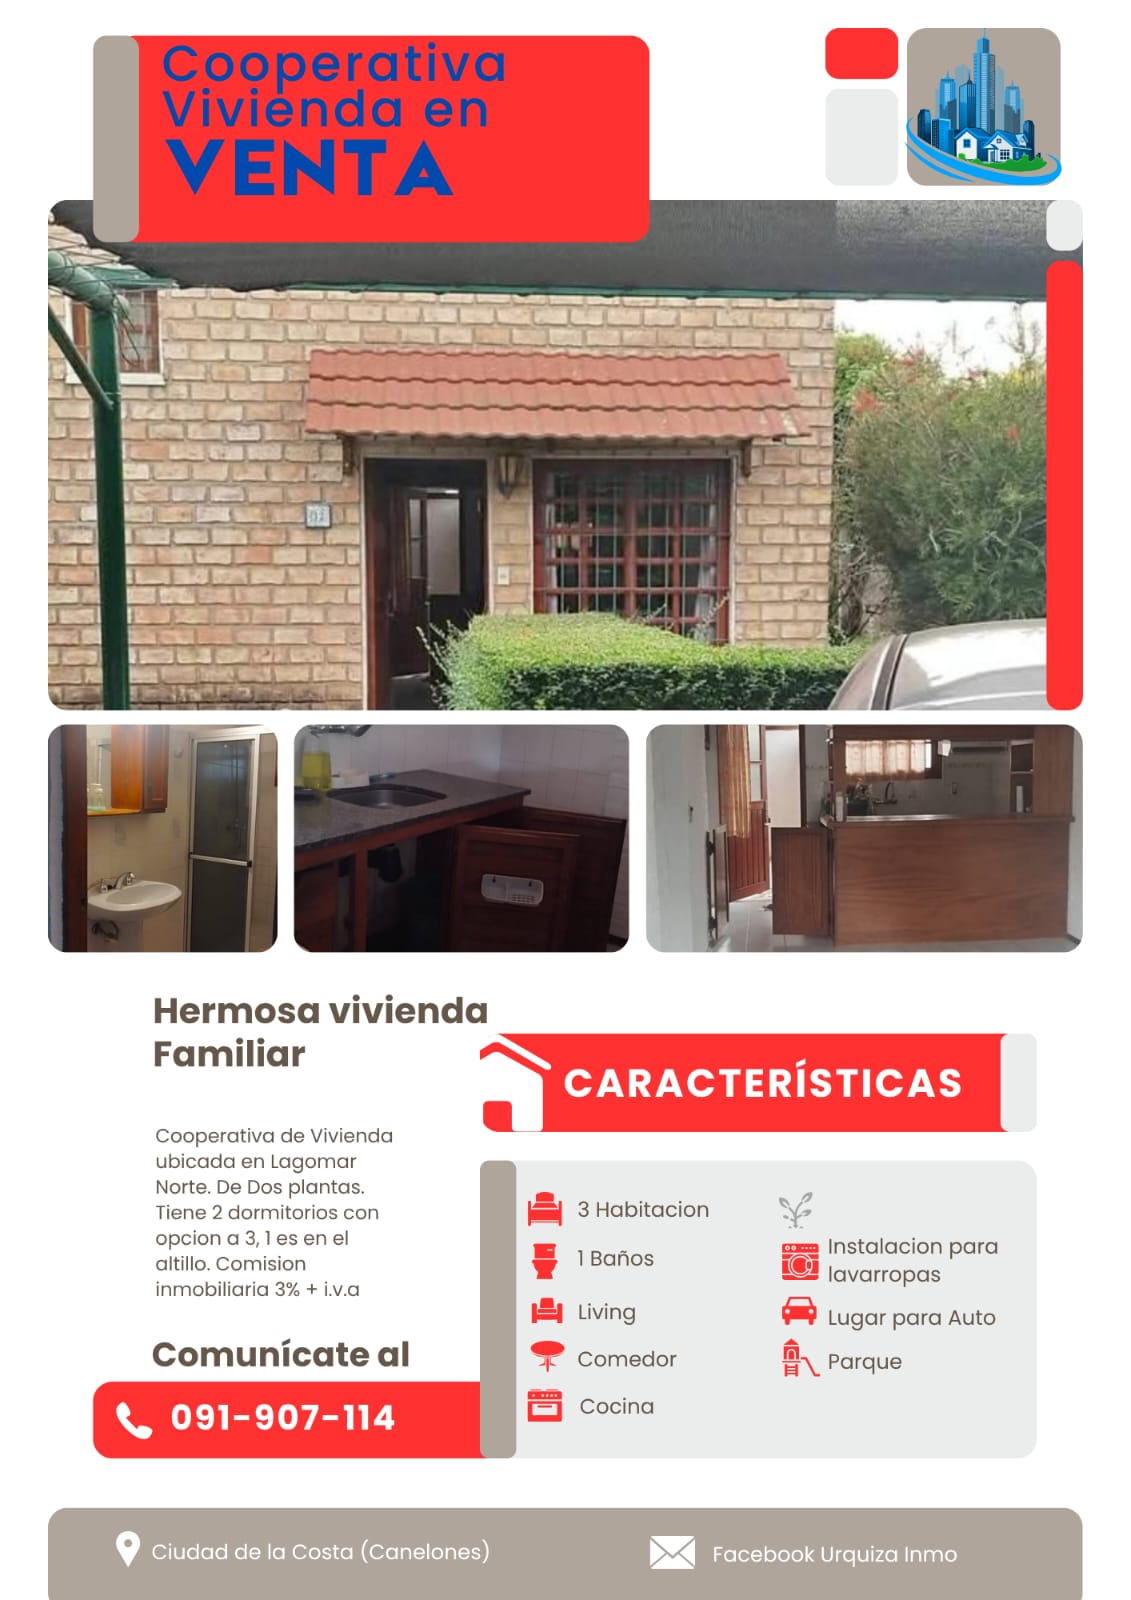 Cooperativa
Vivienda en
VENTA
Hermosa vivienda
Familiar
Cooperativa de Vivienda
ubicada en Lagomar
Norte. De Dos plantas.
Tiene 2 dormitorios con
opcion a 3, 1 es en el
altillo. Comision
inmobiliaria 3% + i.v.a
Comunícate al
091-907-114
CARACTERÍSTICAS
3 Habitacion
1 Baños
Living
Comedor
Cocina
Instalacion para
lavarropas
Lugar para Auto
Parque
Ciudad de la Costa (Canelones)
Facebook Urquiza Inmo